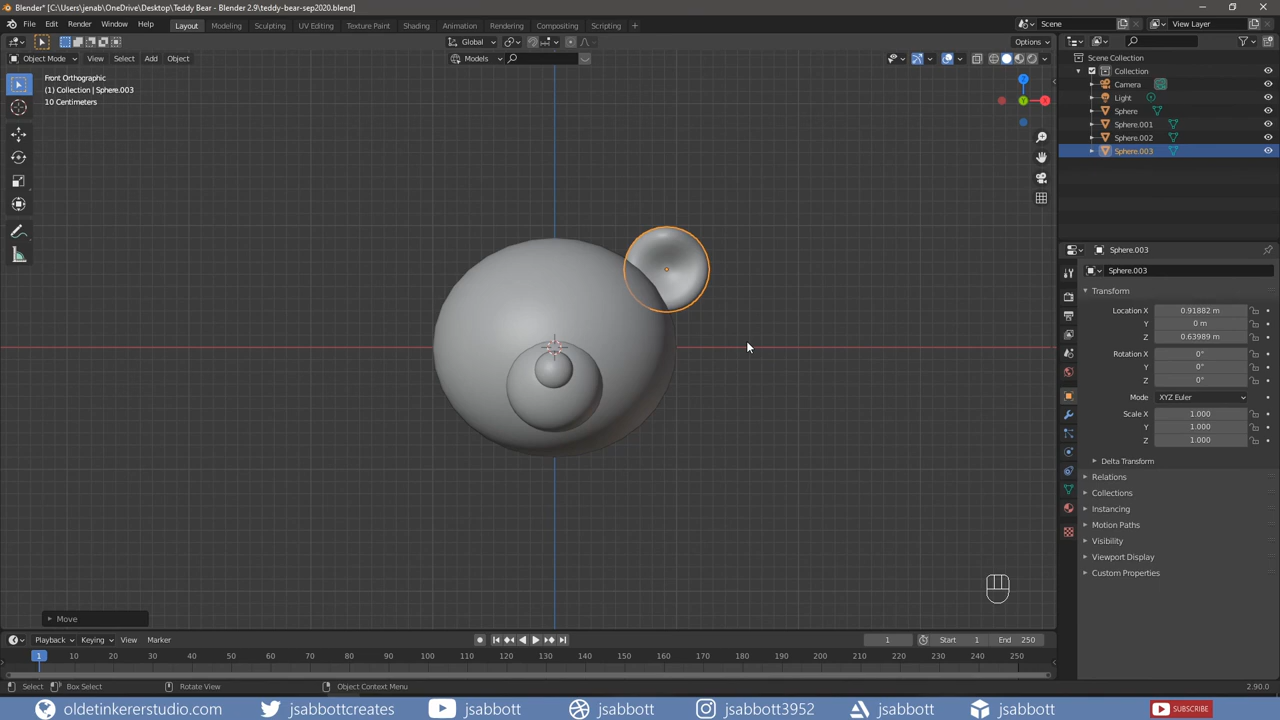 Blender* [C:\Users\jenab\OneDrive\Desktop\Teddy Bear - Blender 2.9\teddy-bear-sep2020.blend]
File Edit Render Window Help Layout Modeling Sculpting UV Editing Texture Paint Shading Animation Rendering Compositing Scripting Scene View Layer
Global Options
Object Mode View Select Add Object Models
Scene Collection
Collection
Camera
Light
Sphere
Sphere.001
Sphere.002
Sphere.003
Front Orthographic
(1) Collection | Sphere.003
10 Centimeters
Z
Y
X
Sphere.003
Sphere.003
Transform
Location X 0.91882 m
Y 0 m
Z 0.63989 m
Rotation X 0°
Y 0°
Z 0°
Mode XYZ Euler
Scale X 1.000
Y 1.000
Z 1.000
Delta Transform
Relations
Collections
Instancing
Motion Paths
Visibility
Viewport Display
Custom Properties
Move
Playback Keying View Marker 1 Start 1 End 250
1 10 20 30 40 50 60 70 80 90 100 110 120 130 140 150 160 170 180 190 200 210 220 230 240 250
Select Box Select Rotate View Object Context Menu 2.90.0
oldetinkererstudio.com jsabbottcreates jsabbott jsabbott jsabbott3952 jsabbott jsabbott SUBSCRIBE